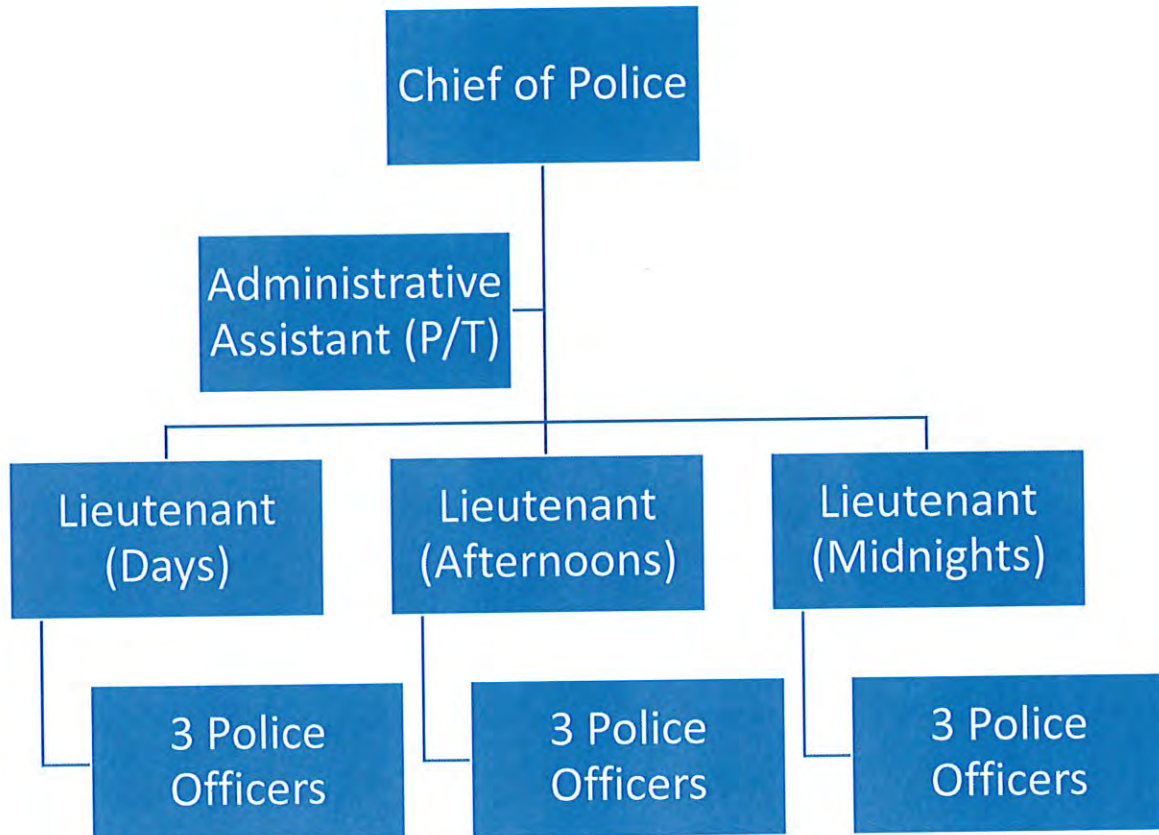 Chief of Police
Administrative
Assistant (P/T)
Lieutenant
(Days)
Lieutenant
(Afternoons)
Lieutenant
(Midnights)
3 Police
Officers
3 Police
Officers
3 Police
Officers